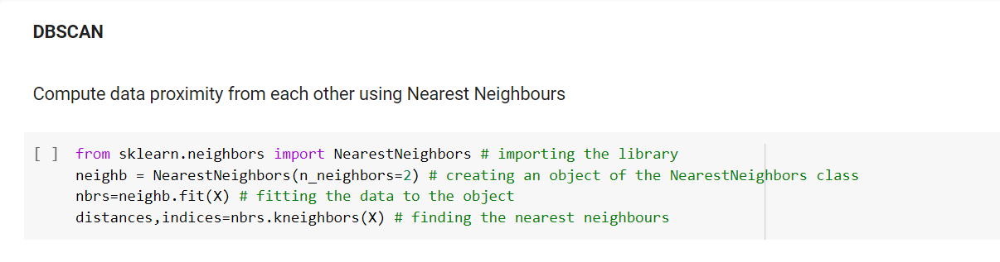 DBSCAN
Compute data proximity from each other using Nearest Neighbours
[ ] from sklearn.neighbors import NearestNeighbors # importing the library
neighb = NearestNeighbors(n_neighbors=2) # creating an object of the NearestNeighbors class
nbrs=neighb.fit(X) # fitting the data to the object
distances,indices=nbrs.kneighbors(X) # finding the nearest neighbours